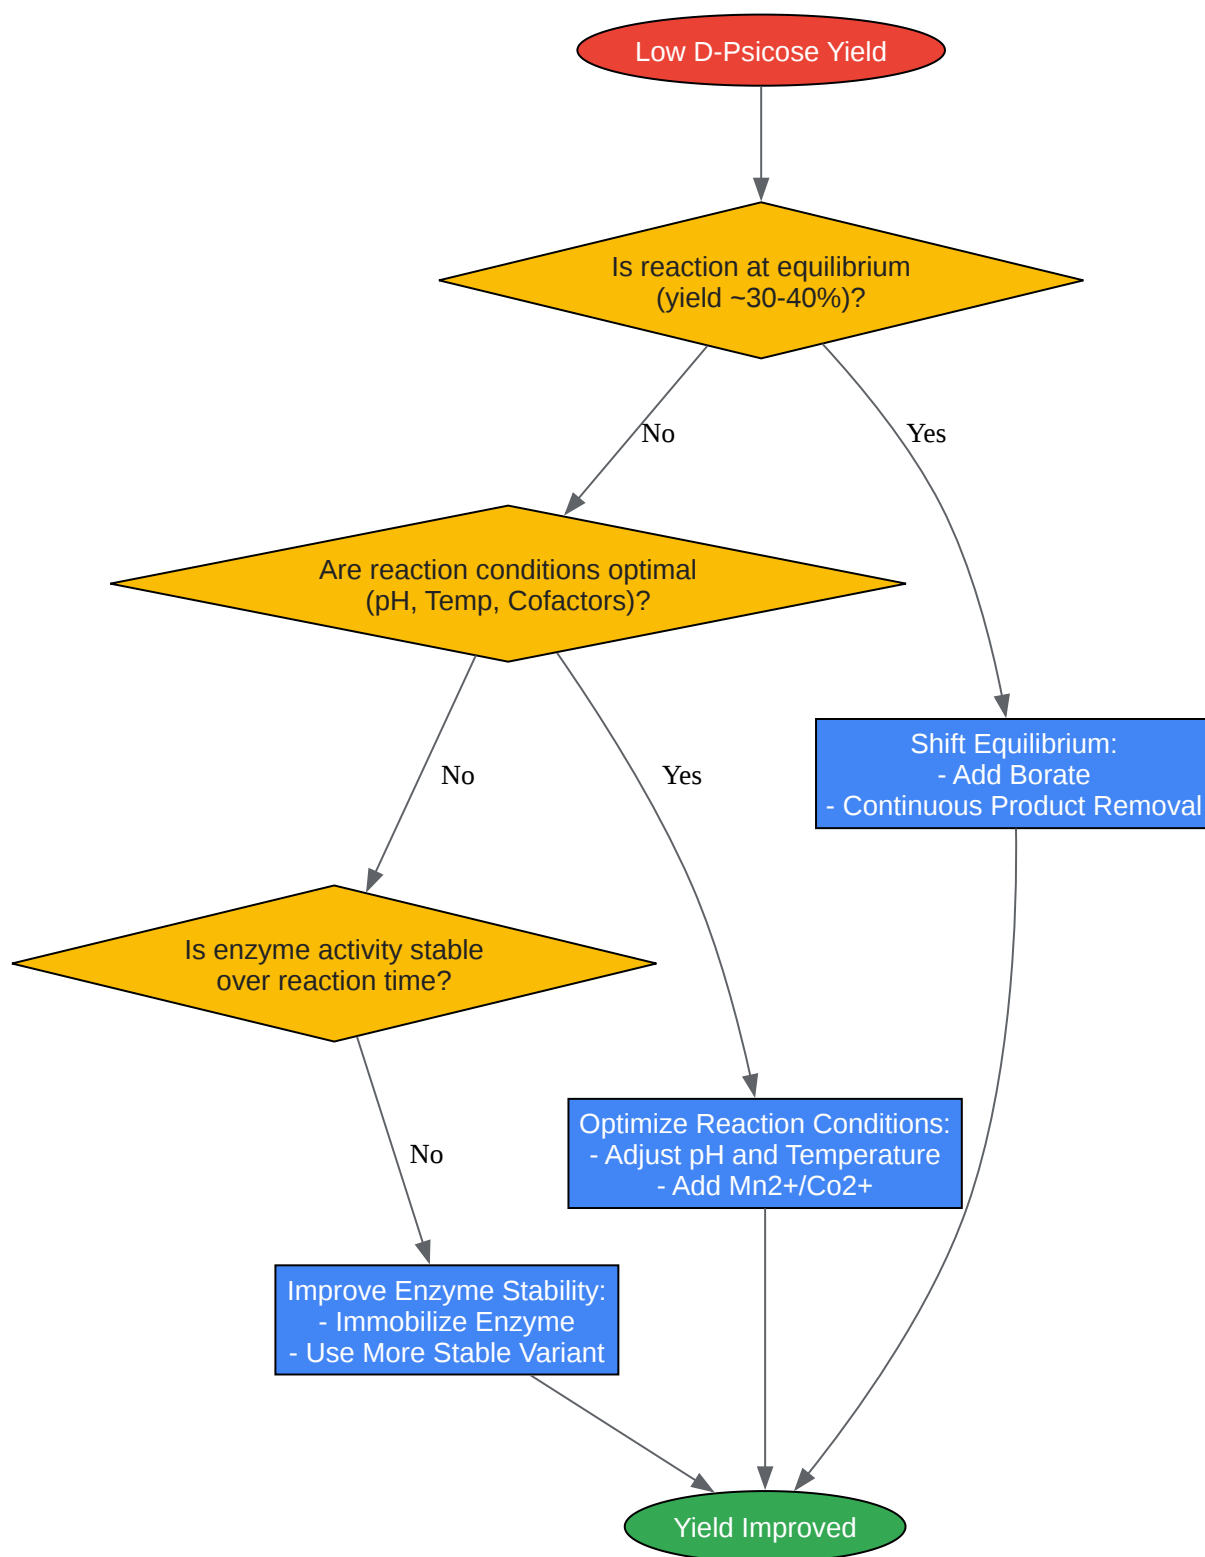 Low D-Psicose Yield
Is reaction at equilibrium
(yield ~30-40%)?
No
Yes
Are reaction conditions optimal
(pH, Temp, Cofactors)?
Shift Equilibrium:
- Add Borate
- Continuous Product Removal
No
Yes
Is enzyme activity stable
over reaction time?
Optimize Reaction Conditions:
- Adjust pH and Temperature
- Add Mn2+/Co2+
No
Improve Enzyme Stability:
- Immobilize Enzyme
- Use More Stable Variant
Yield Improved